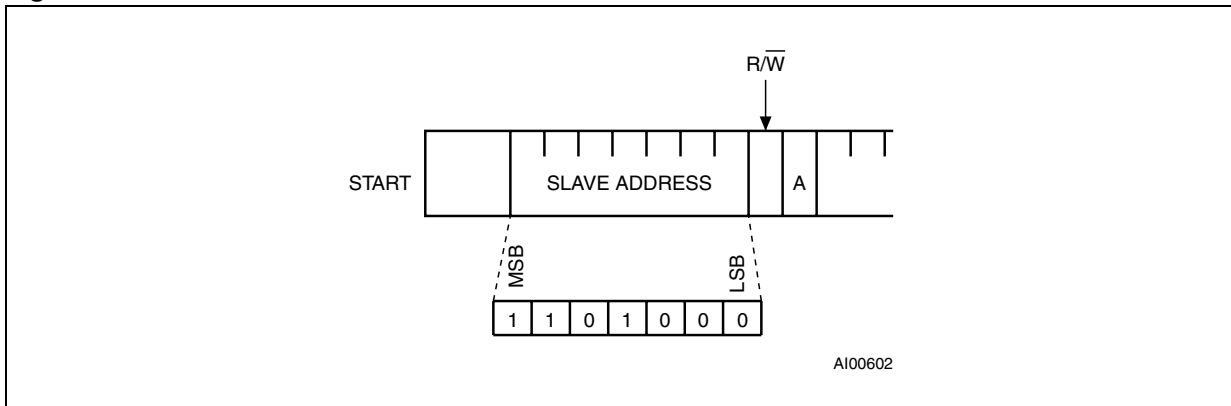 R/W̅
START
SLAVE ADDRESS
A
MSB
LSB
1 1 0 1 0 0 0
AI00602